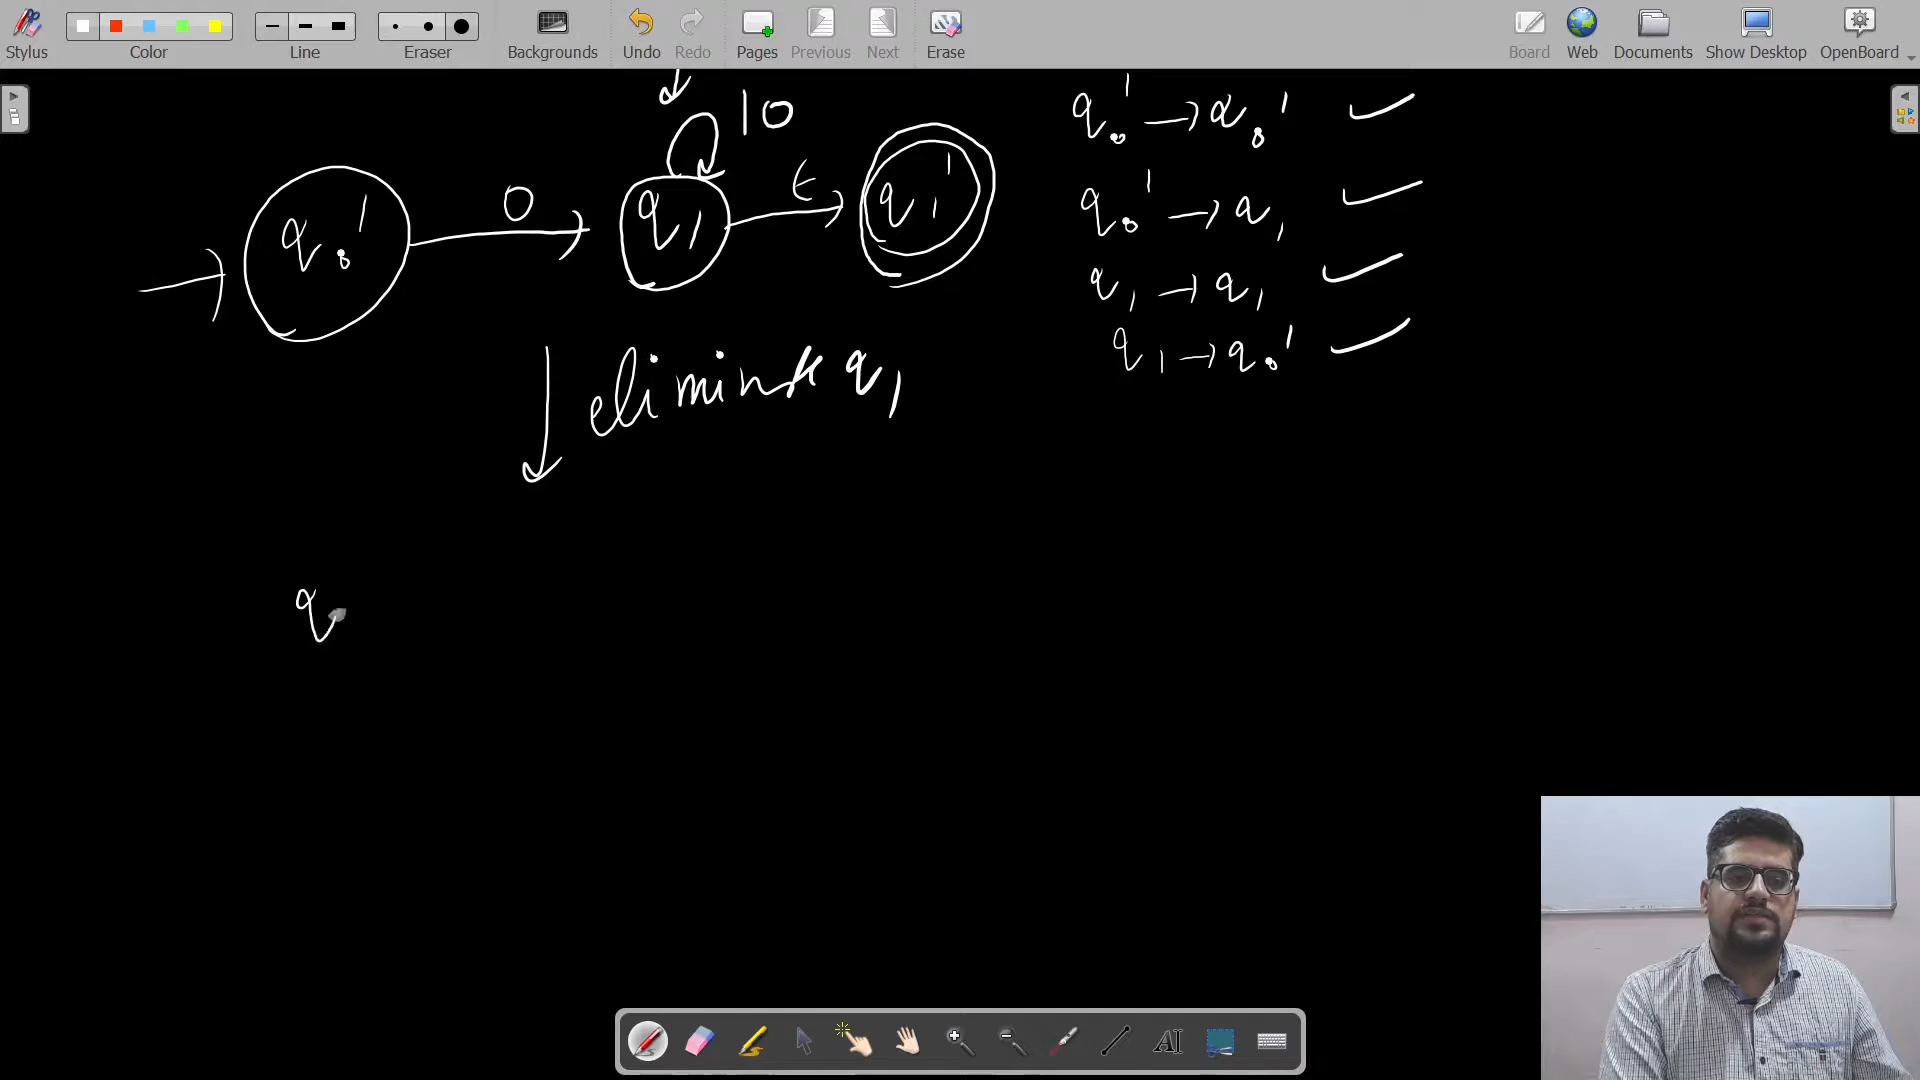 Stylus Color Line Eraser Backgrounds Undo Redo Pages Previous Next Erase Board Web Documents Show Desktop OpenBoard
10
q₀' 0 q₁ ϵ q₁'
q₀' → q₀' ✓
q₀' → q₁ ✓
q₁ → q₁ ✓
q₁ → q₀' ✓
↓ eliminate q₁
q
AI